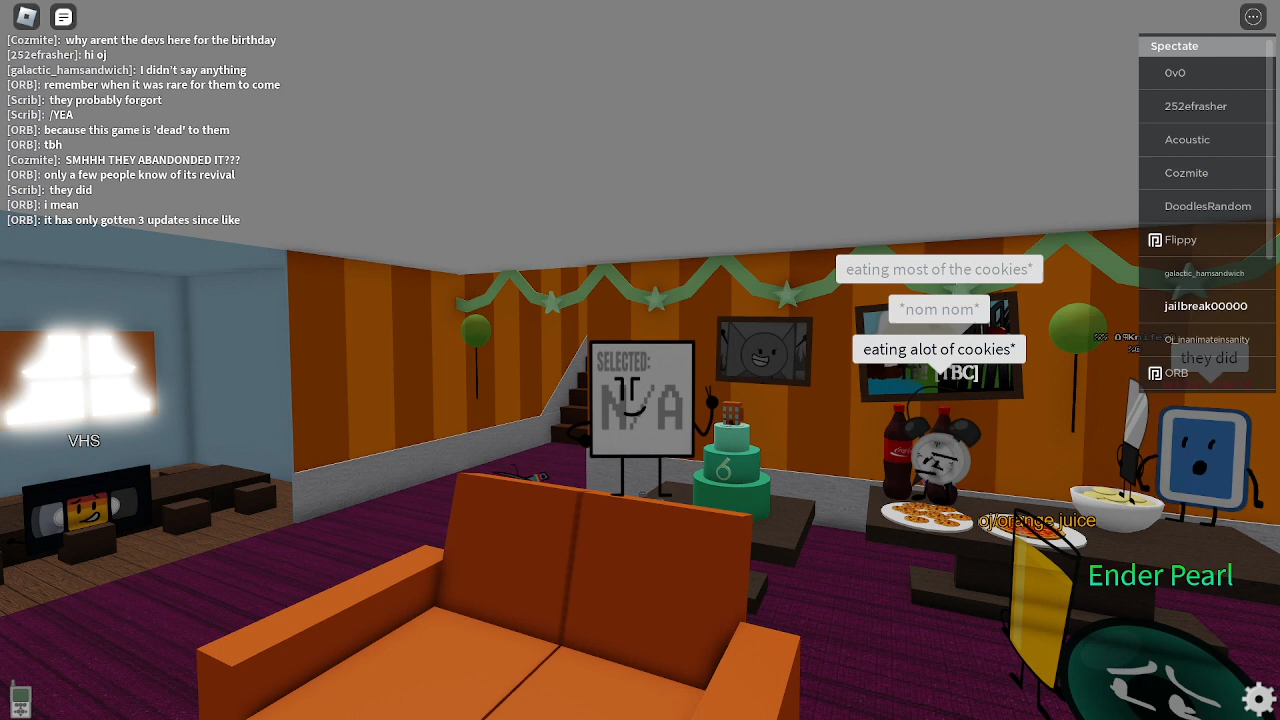 [Cozmite]: why arent the devs here for the birthday
[252efrasher]: hi oj
[galactic_hamsandwich]: I didn't say anything
[ORB]: remember when it was rare for them to come
[Scrib]: they probably forgort
[Scrib]: /YEA
[ORB]: because this game is 'dead' to them
[ORB]: tbh
[Cozmite]: SMHHH THEY ABANDONDED IT???
[ORB]: only a few people know of its revival
[Scrib]: they did
[ORB]: i mean
[ORB]: it has only gotten 3 updates since like
Spectate
0v0
252efrasher
Acoustic
Cozmite
DoodlesRandom
Flippy
galactic_hamsandwich
jailbreak00000
Oj_inanimateinsanity
ORB
eating most of the cookies*
*nom nom*
eating alot of cookies*
[TBC]
they did
SELECTED:
N/A
6
VHS
oj/orange juice
Ender Pearl